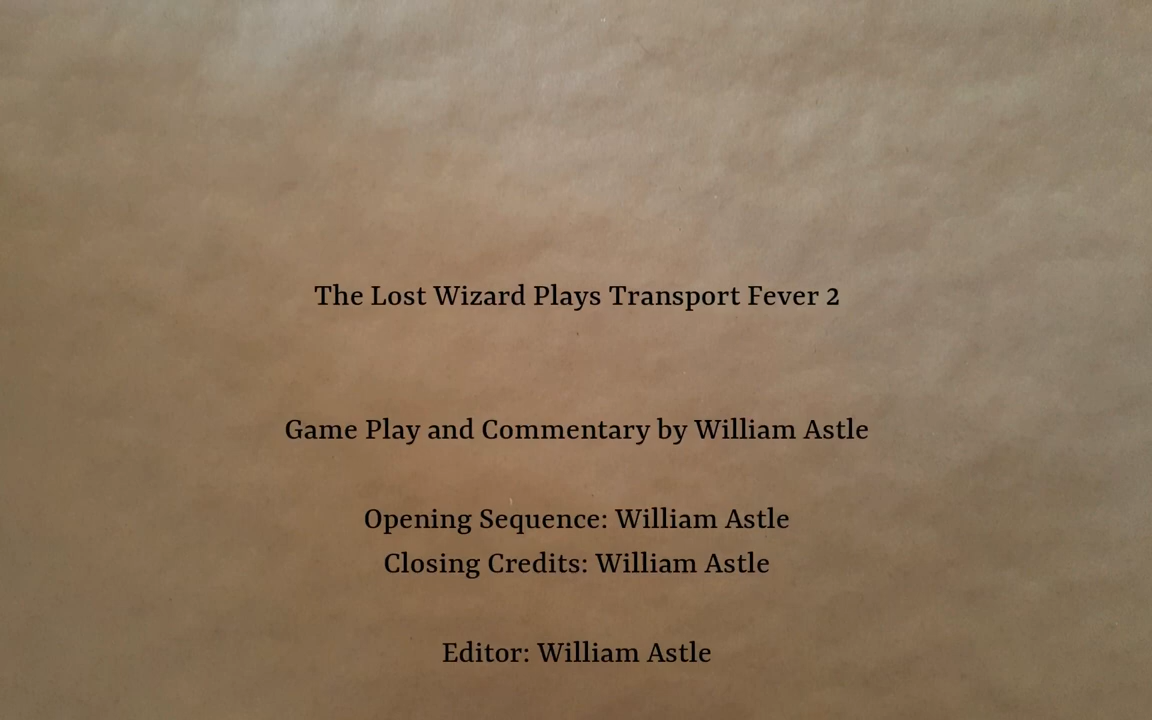 The Lost Wizard Plays Transport Fever 2
Game Play and Commentary by William Astle
Opening Sequence: William Astle
Closing Credits: William Astle
Editor: William Astle